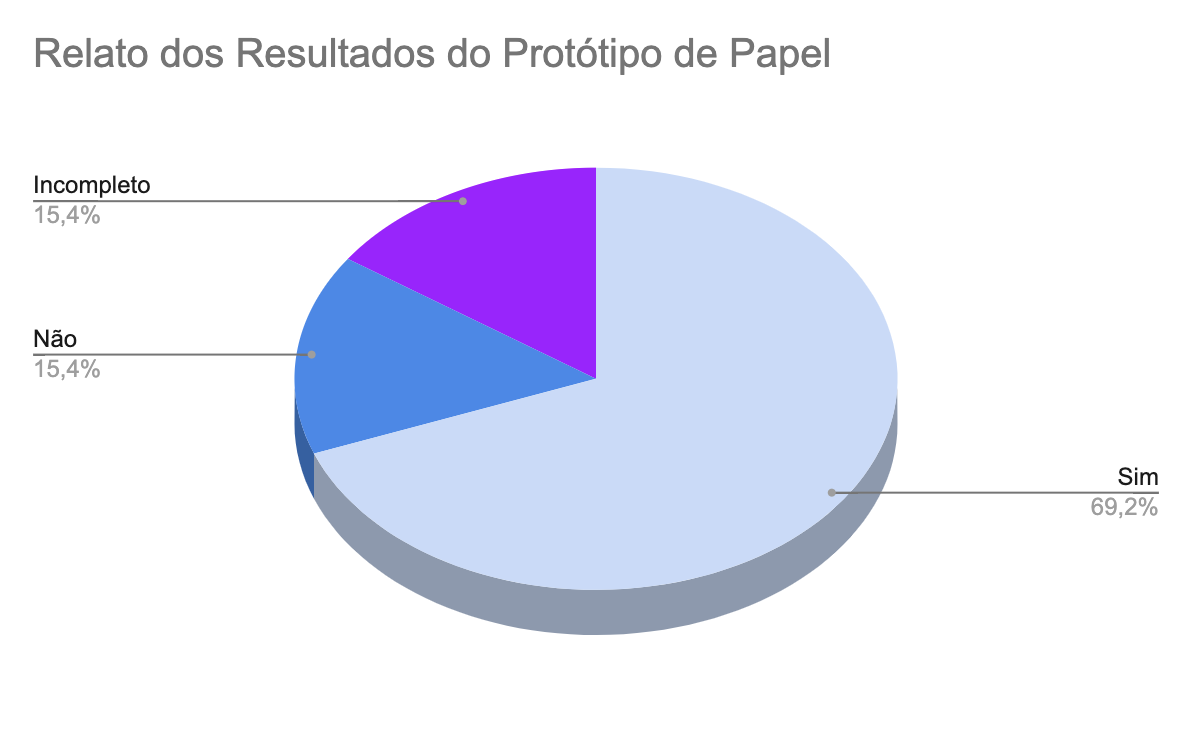 Relato dos Resultados do Protótipo de Papel
Incompleto
15,4%
Não
15,4%
Sim
69,2%